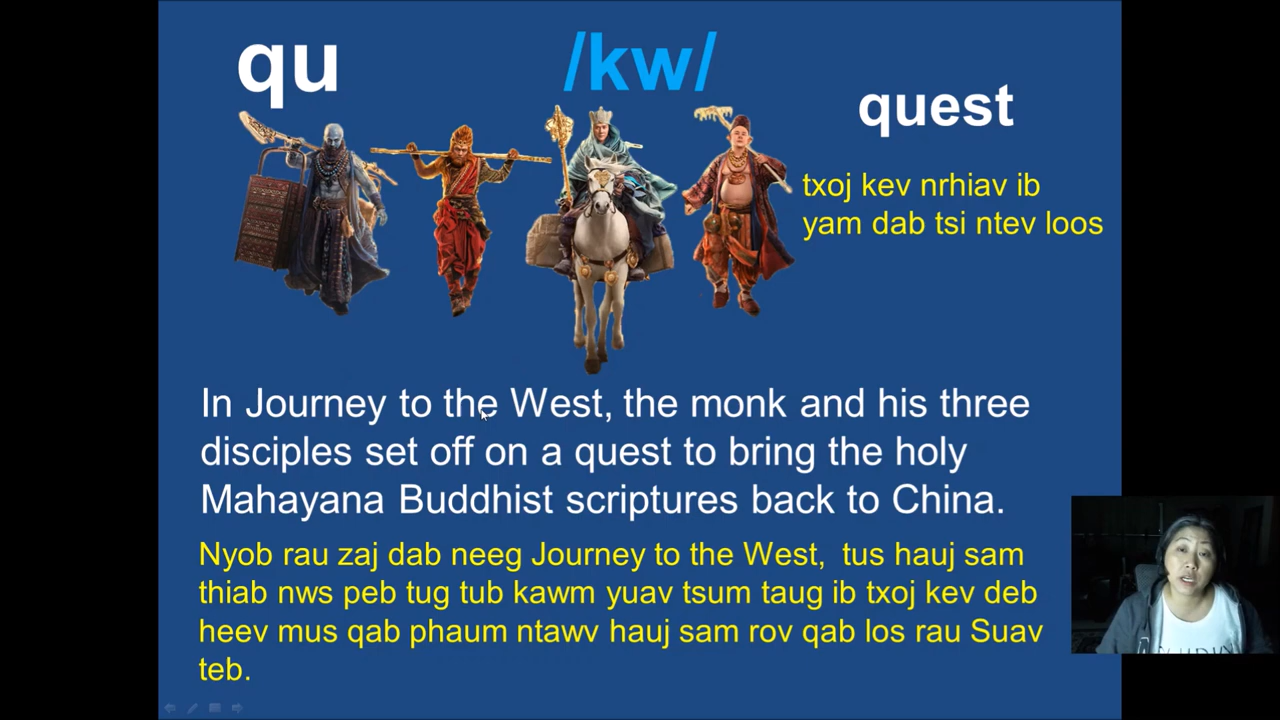 qu
/kw/
quest
txoj kev nrhiav ib
yam dab tsi ntev loos
In Journey to the West, the monk and his three
disciples set off on a quest to bring the holy
Mahayana Buddhist scriptures back to China.
Nyob rau zaj dab neeg Journey to the West, tus hauj sam
thiab nws peb tug tub kawm yuav tsum taug ib txoj kev deb
heev mus qab phaum ntawv hauj sam rov qab los rau Suav
teb.